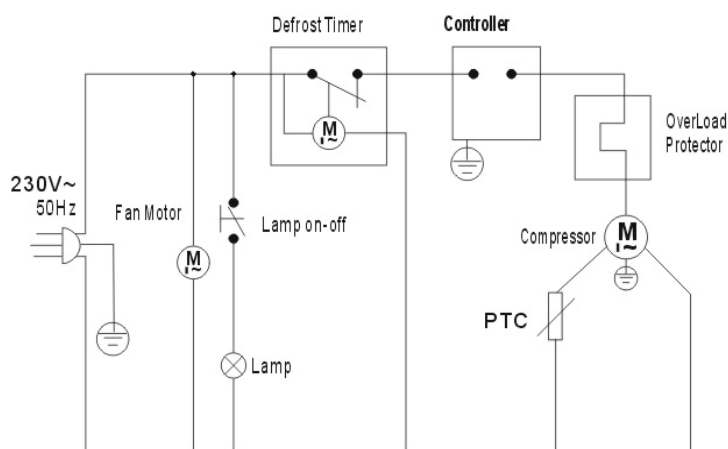 Defrost Timer
Controller
OverLoad
Protector
M
~
230V~
50Hz
Fan Motor
Lamp on-off
M
~
Compressor
M
~
PTC
Lamp